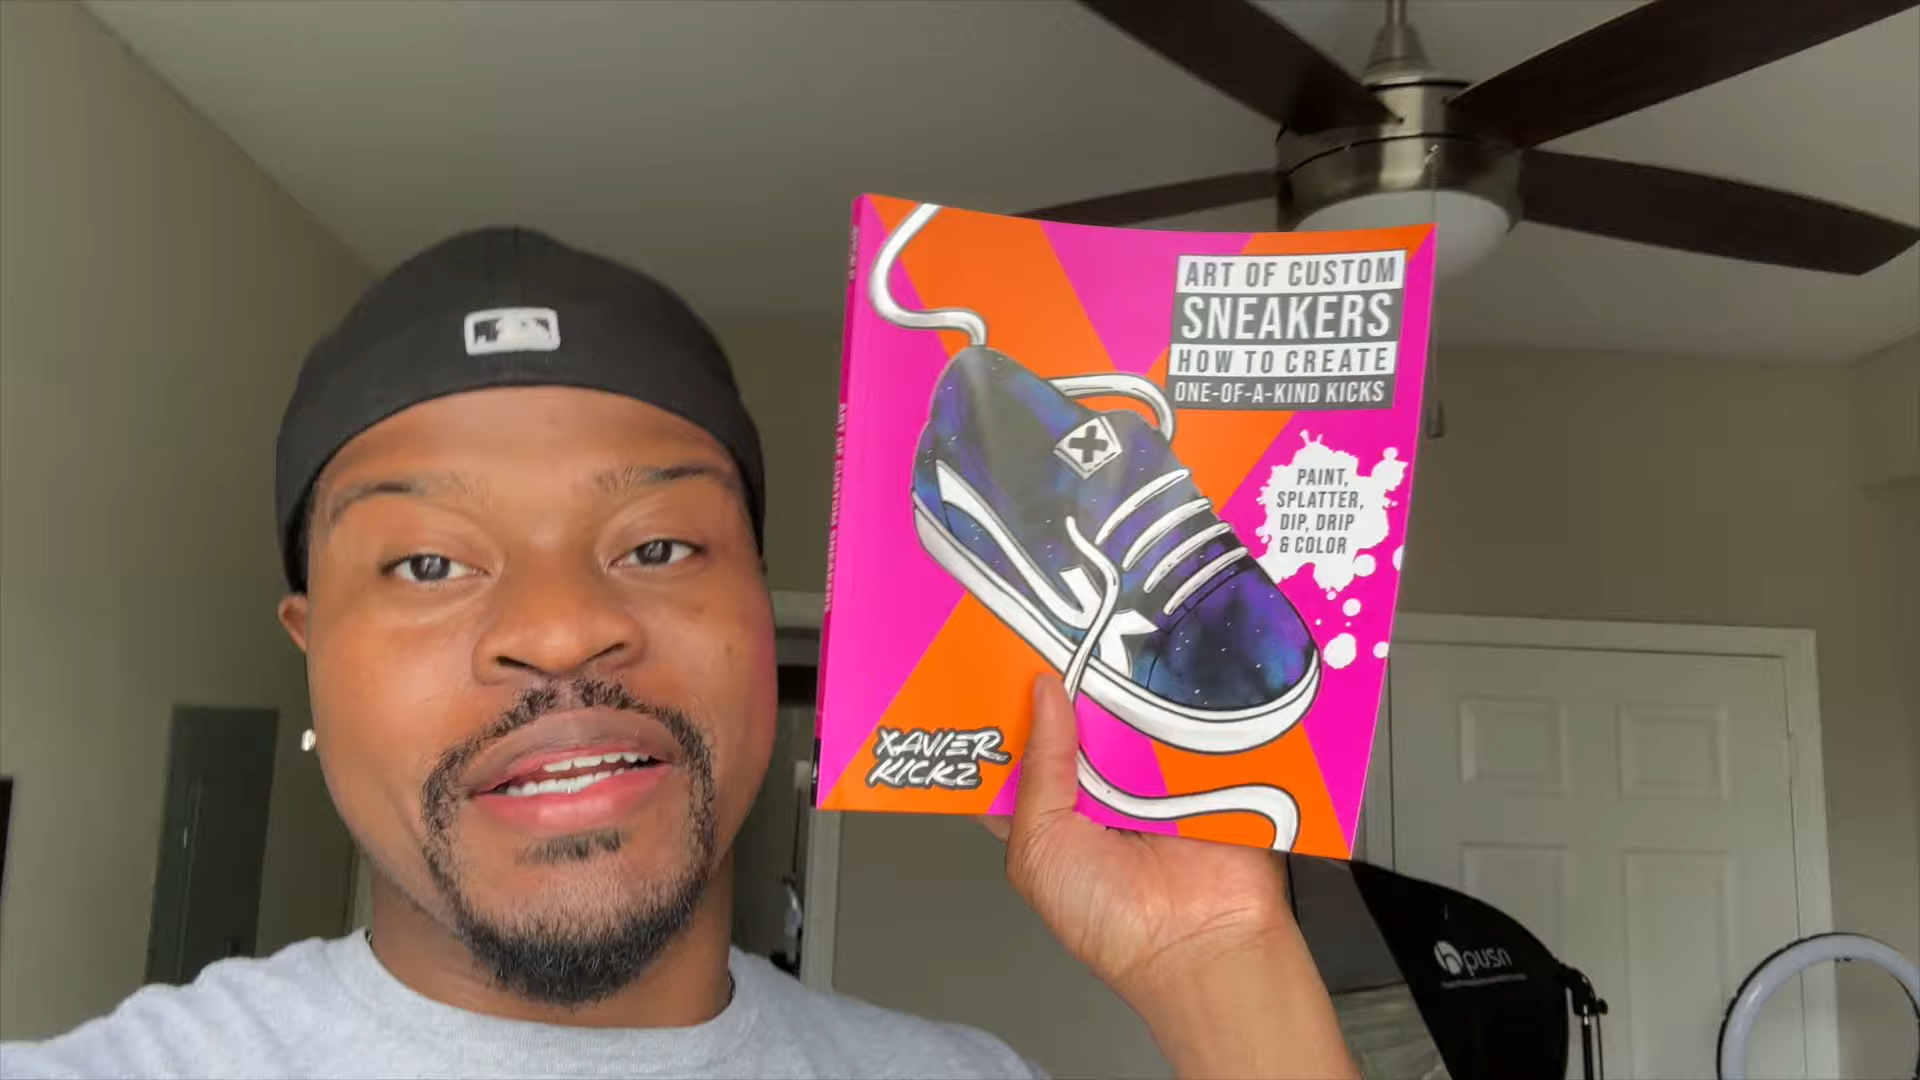 ART OF CUSTOM
SNEAKERS
HOW TO CREATE
ONE-OF-A-KIND KICKS
PAINT,
SPLATTER,
DIP, DRIP
& COLOR
XAVIER
KICKZ
ART OF CUSTOM SNEAKERS
hpusn